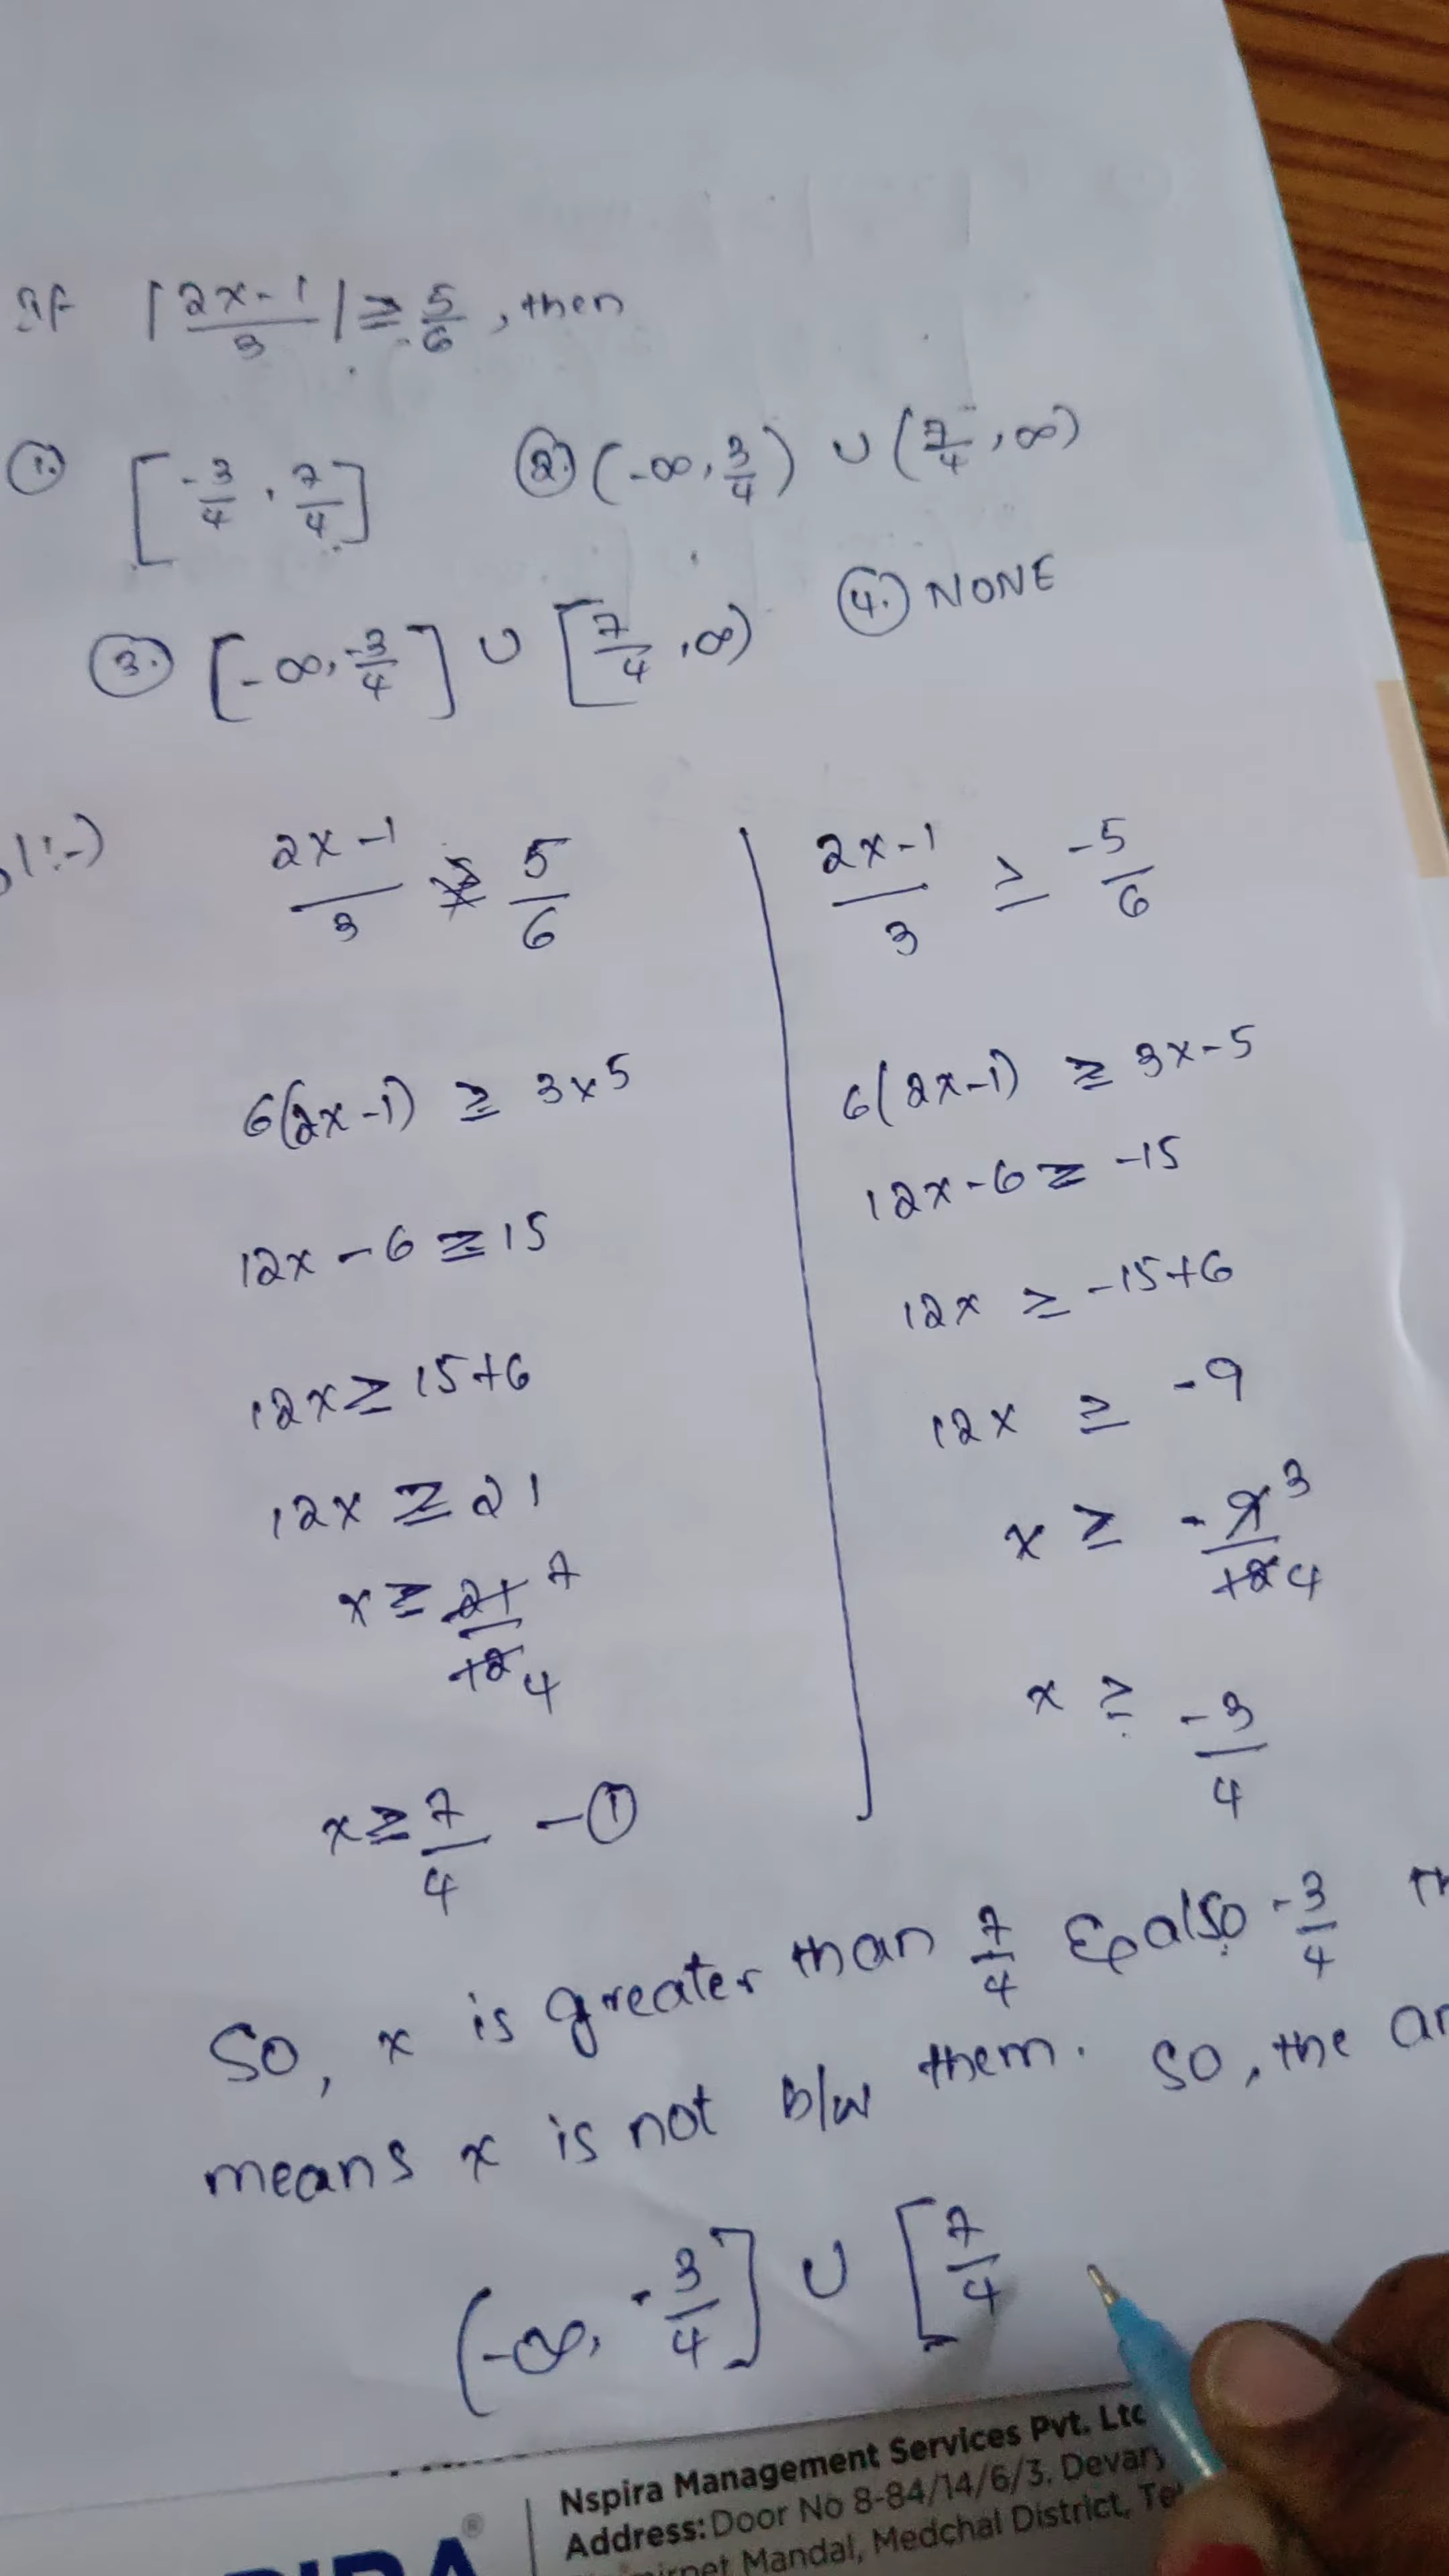 If |2x-1/3| ≥ 5/6, then
① [-3/4, 7/4] ② (-∞, 3/4) ∪ (7/4, ∞)
③ [-∞, -3/4] ∪ [7/4, ∞) ④ NONE
2x-1/3 ≥ 5/6
6(2x-1) ≥ 3x5
12x-6 ≥ 15
12x ≥ 15+6
12x ≥ 21
x ≥ 21/12 7/4
x ≥ 7/4 -①
2x-1/3 ≥ -5/6
6(2x-1) ≥ 3x-5
12x-6 ≥ -15
12x ≥ -15+6
12x ≥ -9
x ≥ -9/12 3/4
x ≥ -3/4
So, x is greater than 7/4 & also -3/4
means x is not b/w them. So, the
(-∞, -3/4] ∪ [7/4
Nspira Management Services Pvt. Ltd
Address: Door No 8-84/14/6/3. 
Mandal, Medchal District,